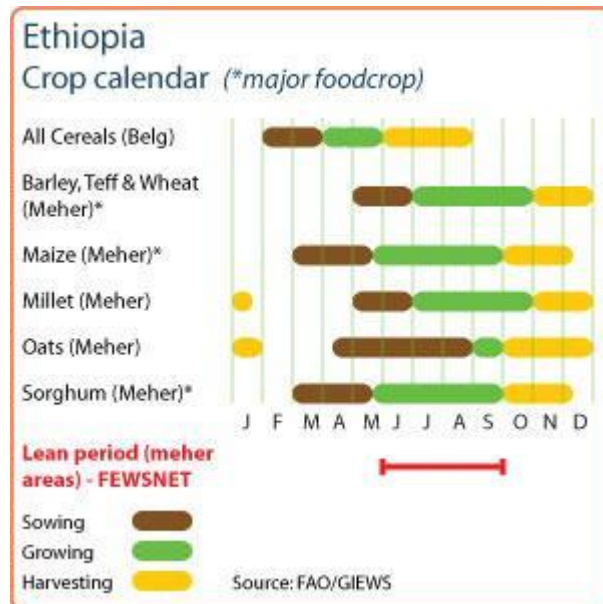 Ethiopia
Crop calendar (*major foodcrop)
All Cereals (Belg)
Barley, Teff & Wheat
(Meher)*
Maize (Meher)*
Millet (Meher)
Oats (Meher)
Sorghum (Meher)*
J F M A M J J A S O N D
Lean period (meher
areas) - FEWSNET
Sowing
Growing
Harvesting
Source: FAO/GIEWS